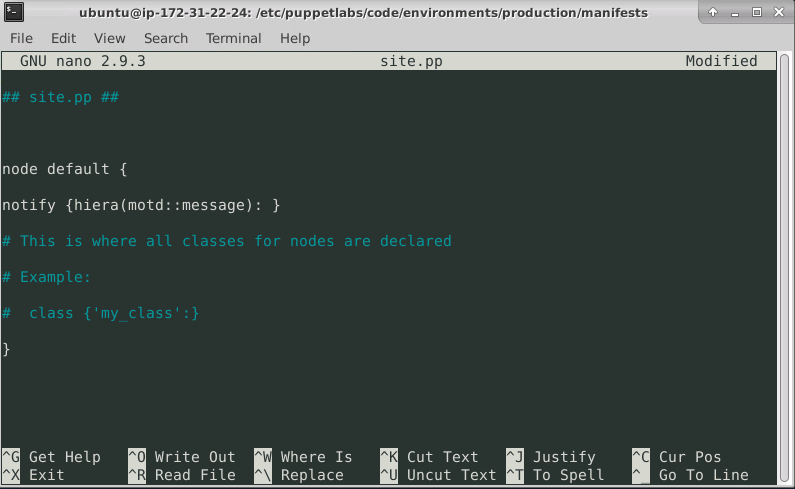 ubuntu@ip-172-31-22-24: /etc/puppetlabs/code/environments/production/manifests
File Edit View Search Terminal Help
GNU nano 2.9.3 site.pp Modified
## site.pp ##
node default {
notify {hiera(motd::message): }
# This is where all classes for nodes are declared
# Example:
#  class {'my_class':}
}
^G Get Help ^O Write Out ^W Where Is ^K Cut Text ^J Justify ^C Cur Pos
^X Exit ^R Read File ^\ Replace ^U Uncut Text ^T To Spell ^_ Go To Line